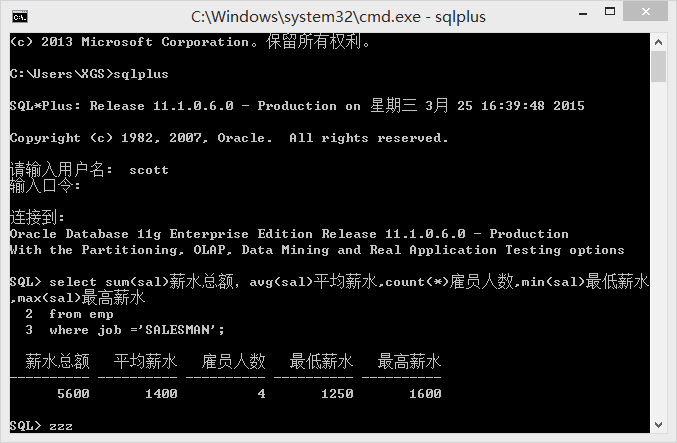 C:\Windows\system32\cmd.exe - sqlplus
(c) 2013 Microsoft Corporation。保留所有权利。
C:\Users\XGS>sqlplus
SQL*Plus: Release 11.1.0.6.0 - Production on 星期三 3月 25 16:39:48 2015
Copyright (c) 1982, 2007, Oracle.  All rights reserved.
请输入用户名:  scott
输入口令:
连接到:
Oracle Database 11g Enterprise Edition Release 11.1.0.6.0 - Production
With the Partitioning, OLAP, Data Mining and Real Application Testing options
SQL> select sum(sal)薪水总额, avg(sal)平均薪水,count(*)雇员人数,min(sal)最低薪水
,max(sal)最高薪水
  2  from emp
  3  where job ='SALESMAN';
  薪水总额   平均薪水   雇员人数   最低薪水   最高薪水
---------- ---------- ---------- ---------- ----------
      5600       1400          4       1250       1600
SQL> zzz